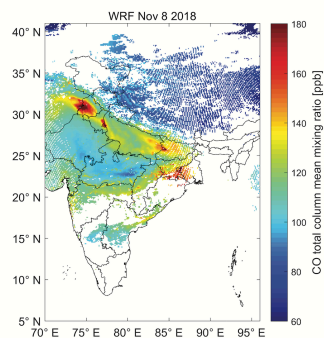 WRF Nov 8 2018
40° N
35° N
30° N
25° N
20° N
15° N
10° N
5° N
70° E 75° E 80° E 85° E 90° E 95° E
180
160
140
120
100
80
60
CO total column mean mixing ratio [ppb]